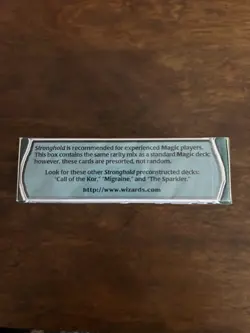 Stronghold is recommended for experienced Magic players.
This box contains the same rarity mix as a standard Magic deck;
however, these cards are presorted, not random.
Look for these other Stronghold preconstructed decks:
"Call of the Kor," "Migraine," and "The Sparkler."
http://www.wizards.com